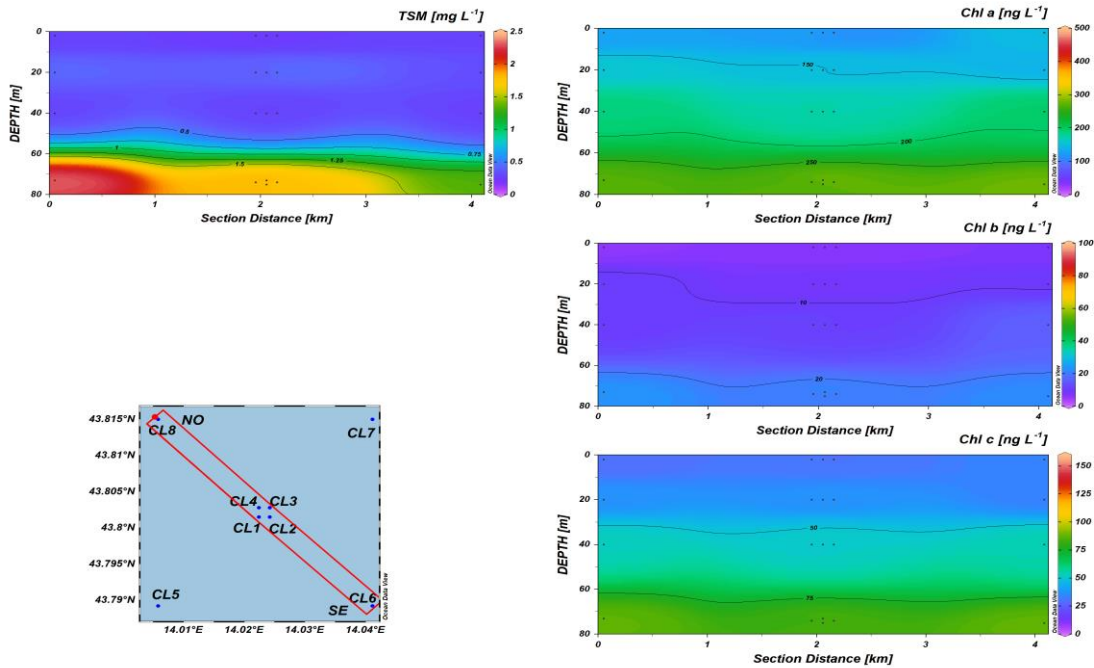 TSM [mg L-1]
0
20
40
60
80
DEPTH [m]
0.5
1
0.75
1.25
1.5
2.5
2
1.5
1
0.5
0
Ocean Data View
0 1 2 3 4
Section Distance [km]
Chl a [ng L-1]
0
20
40
60
80
DEPTH [m]
150
200
250
500
400
300
200
100
0
Ocean Data View
0 1 2 3 4
Section Distance [km]
Chl b [ng L-1]
0
20
40
60
80
DEPTH [m]
10
20
100
80
60
40
20
0
Ocean Data View
0 1 2 3 4
Section Distance [km]
43.815°N
43.81°N
43.805°N
43.8°N
43.795°N
43.79°N
NO
CL8
CL7
CL4 CL3
CL1 CL2
CL5
CL6
SE
Ocean Data View
14.01°E 14.02°E 14.03°E 14.04°E
Chl c [ng L-1]
0
20
40
60
80
DEPTH [m]
50
75
150
125
100
75
50
25
0
Ocean Data View
0 1 2 3 4
Section Distance [km]